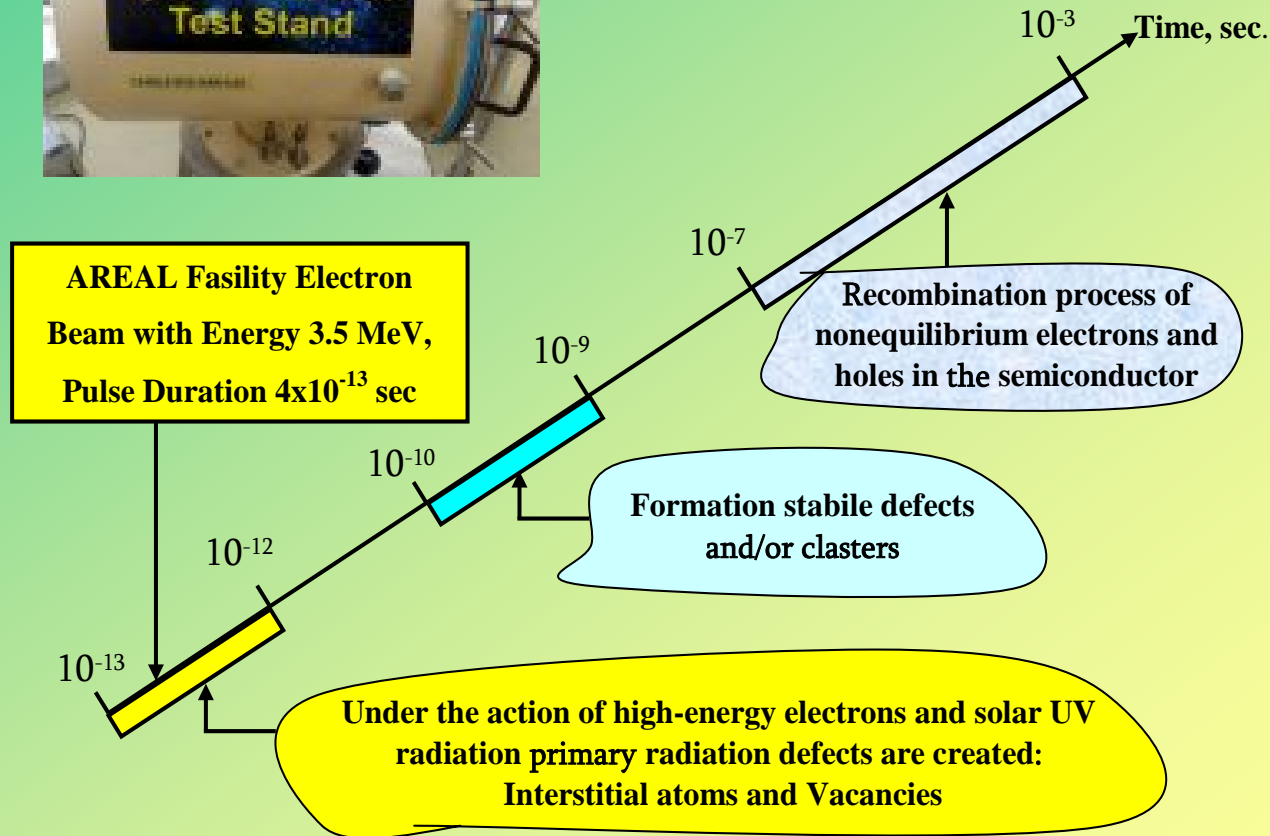 Test Stand
10⁻³
Time, sec.
10⁻⁷
AREAL Fasility Electron
Beam with Energy 3.5 MeV,
Pulse Duration 4x10⁻¹³ sec
Recombination process of
nonequilibrium electrons and
holes in the semiconductor
10⁻⁹
10⁻¹⁰
Formation stabile defects
and/or clasters
10⁻¹²
10⁻¹³
Under the action of high-energy electrons and solar UV
radiation primary radiation defects are created:
Interstitial atoms and Vacancies